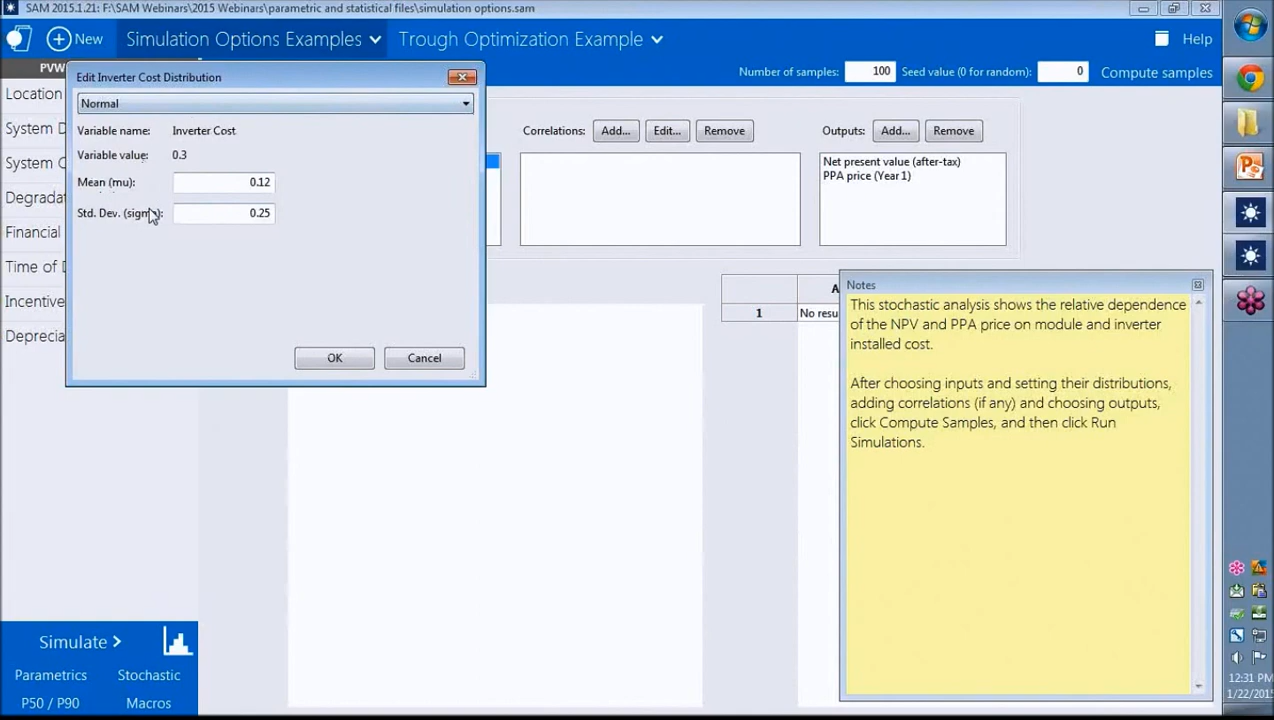 SAM 2015.1.21: F:\SAM Webinars\2015 Webinars\parametric and statistical files\simulation options.sam
New
Simulation Options Examples
Trough Optimization Example
Help
PVW
Number of samples:
100
Seed value (0 for random):
0
Compute samples
Location
System D
System C
Degradat
Financial
Time of D
Incentive
Deprecia
Edit Inverter Cost Distribution
Normal
Variable name: Inverter Cost
Variable value: 0.3
Mean (mu): 0.12
Std. Dev. (sigma): 0.25
OK
Cancel
Correlations:
Add...
Edit...
Remove
Outputs:
Add...
Remove
Net present value (after-tax)
PPA price (Year 1)
A
1
No resu
Notes
This stochastic analysis shows the relative dependence
of the NPV and PPA price on module and inverter
installed cost.
After choosing inputs and setting their distributions,
adding correlations (if any) and choosing outputs,
click Compute Samples, and then click Run
Simulations.
Simulate >
Parametrics
Stochastic
P50 / P90
Macros
12:31 PM
1/22/2015